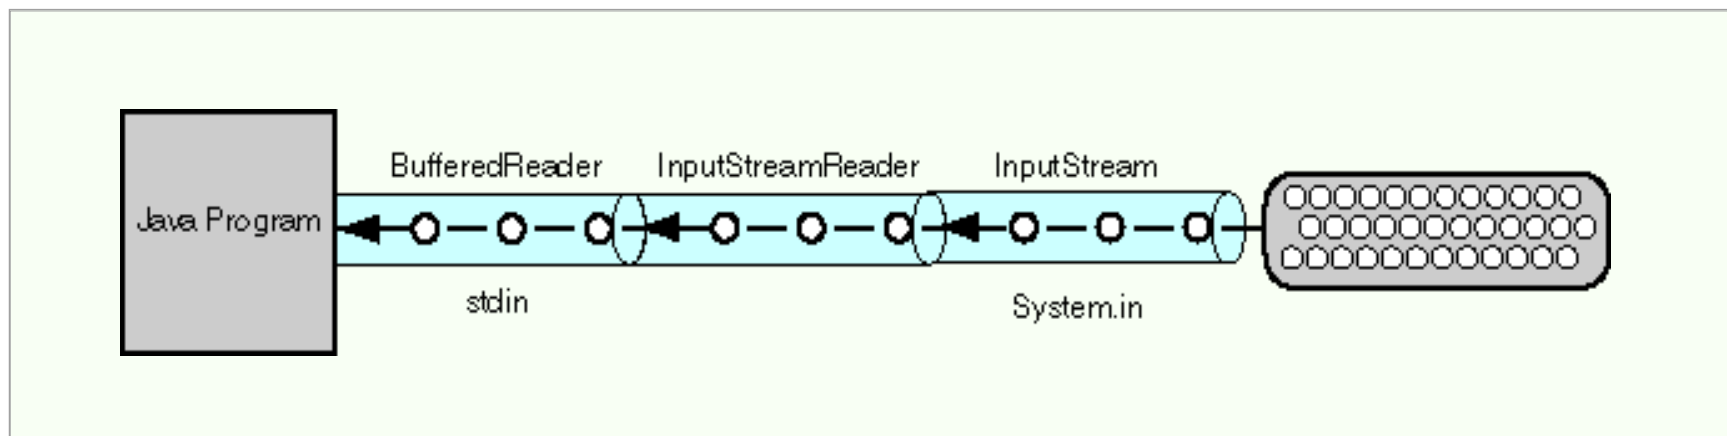 BufferedReader InputStreamReader InputStream
Java Program
stdin System.in